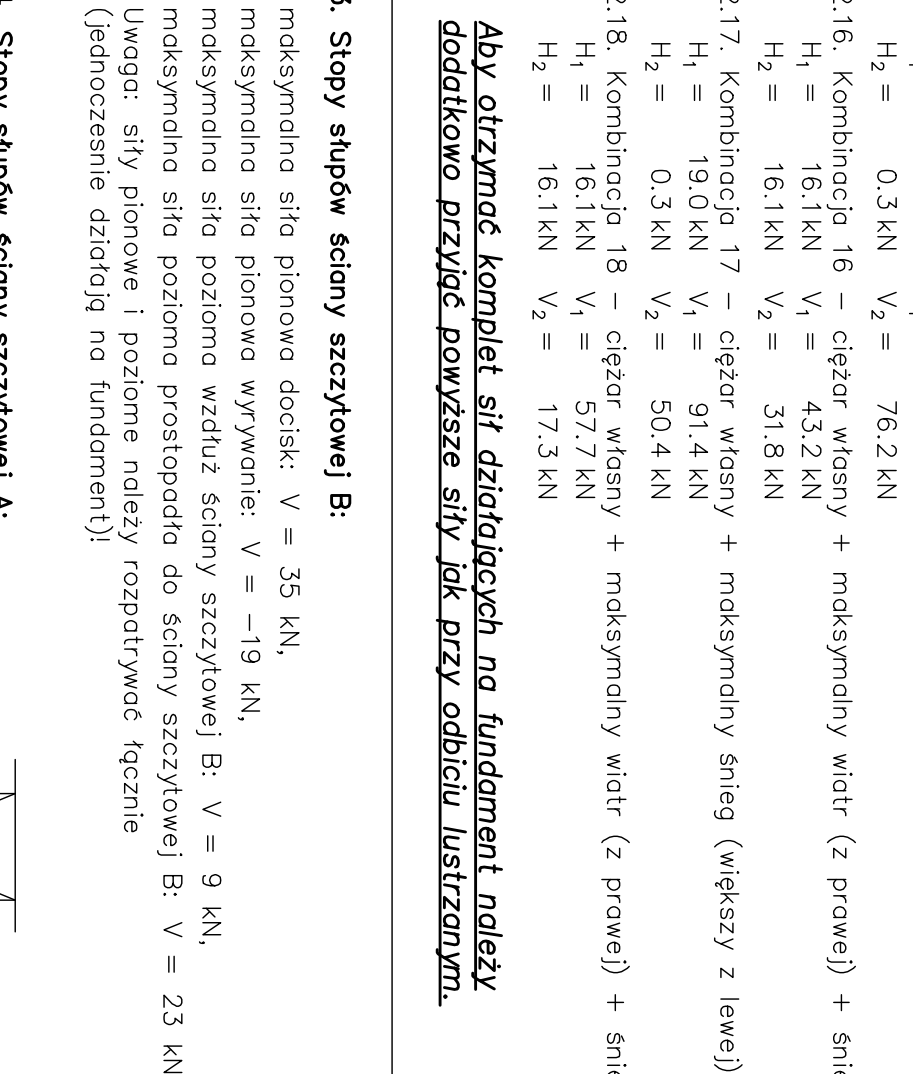 H₂ = 0.3 kN V₂ = 76.2 kN
2.16. Kombinacja 16 – ciężar własny + maksymalny wiatr (z prawej) +
H₁ = 16.1 kN V₁ = 43.2 kN
H₂ = 16.1 kN V₂ = 31.8 kN
2.17. Kombinacja 17 – ciężar własny + maksymalny śnieg (większy z lewej)
H₁ = 19.0 kN V₁ = 91.4 kN
H₂ = 0.3 kN V₂ = 50.4 kN
2.18. Kombinacja 18 – ciężar własny + maksymalny wiatr (z prawej) +
H₁ = 16.1 kN V₁ = 57.7 kN
H₂ = 16.1 kN V₂ = 17.3 kN
Aby otrzymać komplet sił działających na fundament należy
dodatkowo przyjąć powyższe siły jak przy odbiciu lustrzanym.
3. Stopy słupów ściany szczytowej B:
maksymalna siła pionowa docisk: V = 35 kN,
maksymalna siła pionowa wyrywanie: V = –19 kN,
maksymalna siła pozioma wzdłuż ściany szczytowej B: V = 9 kN,
maksymalna siła pozioma prostopadła do ściany szczytowej B: V = 23 kN
Uwaga: siły pionowe i poziome należy rozpatrywać łącznie
(jednoczesnie działają na fundament)!
Stopy słupów ściany szczytowej A: